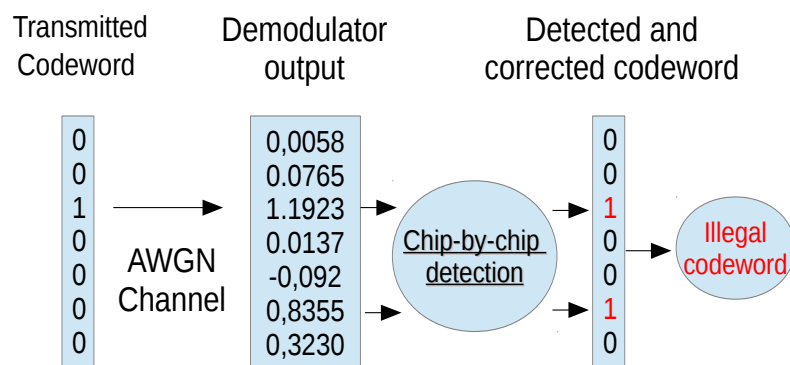 Transmitted
Codeword
Demodulator
output
Detected and
corrected codeword
0
0
1
0
0
0
0
AWGN
Channel
0,0058
0.0765
1.1923
0.0137
-0,092
0,8355
0,3230
Chip-by-chip
detection
0
0
1
0
0
1
0
Illegal
codeword